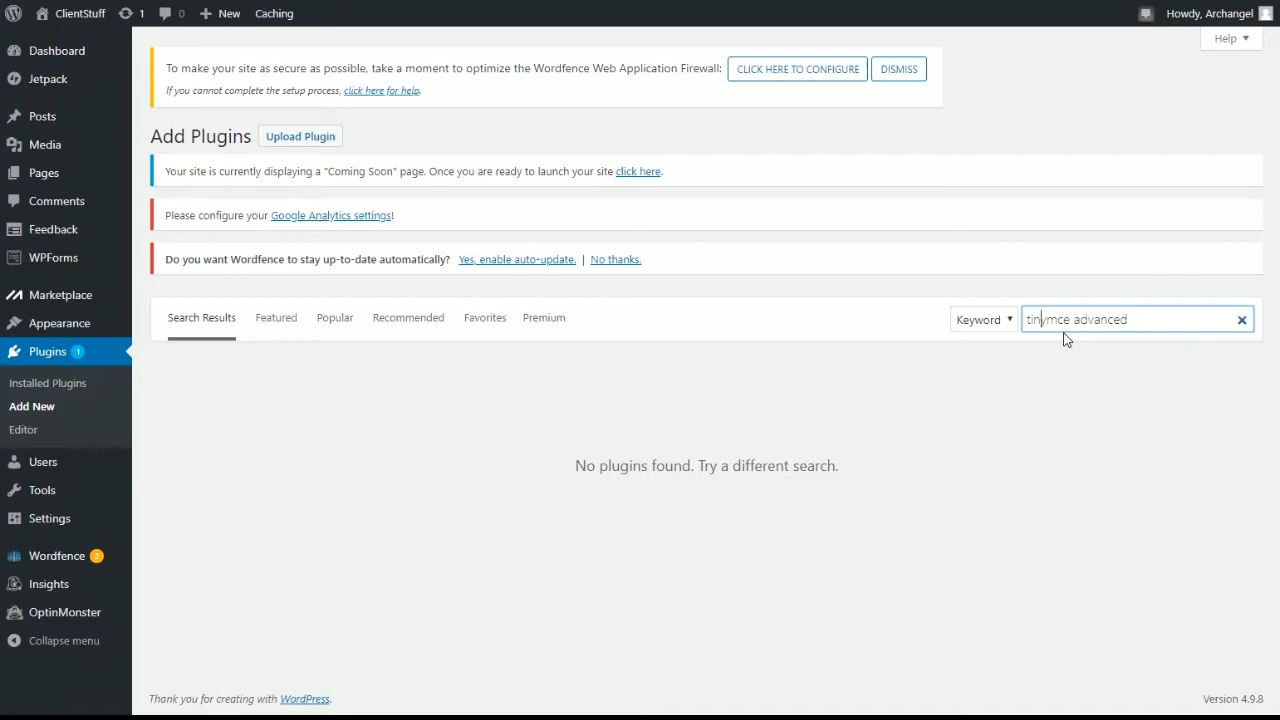 ClientStuff 1 0 New Caching Howdy, Archangel
Help
To make your site as secure as possible, take a moment to optimize the Wordfence Web Application Firewall: CLICK HERE TO CONFIGURE DISMISS
If you cannot complete the setup process, click here for help.
Add Plugins Upload Plugin
Your site is currently displaying a "Coming Soon" page. Once you are ready to launch your site click here.
Please configure your Google Analytics settings!
Do you want Wordfence to stay up-to-date automatically? Yes, enable auto-update. | No thanks.
Search Results Featured Popular Recommended Favorites Premium Keyword tinymce advanced
No plugins found. Try a different search.
Dashboard
Jetpack
Posts
Media
Pages
Comments
Feedback
WPForms
Marketplace
Appearance
Plugins 1
Installed Plugins
Add New
Editor
Users
Tools
Settings
Wordfence 2
Insights
OptinMonster
Collapse menu
Thank you for creating with WordPress. Version 4.9.8